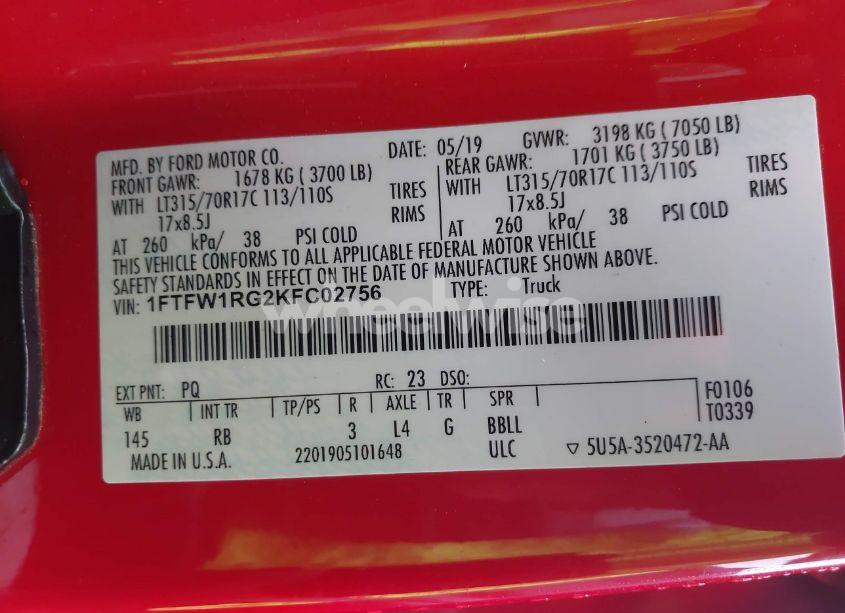 MFD. BY FORD MOTOR CO. DATE: 05/19 GVWR: 3198 KG ( 7050 LB)
FRONT GAWR: 1678 KG ( 3700 LB) REAR GAWR: 1701 KG ( 3750 LB)
WITH LT315/70R17C 113/110S TIRES WITH LT315/70R17C 113/110S TIRES
17x8.5J RIMS 17x8.5J RIMS
AT 260 kPa/ 38 PSI COLD AT 260 kPa/ 38 PSI COLD
THIS VEHICLE CONFORMS TO ALL APPLICABLE FEDERAL MOTOR VEHICLE
SAFETY STANDARDS IN EFFECT ON THE DATE OF MANUFACTURE SHOWN ABOVE.
VIN: 1FTFW1RG2KFC02756 TYPE: Truck
wheelwise
EXT PNT: PQ RC: 23 DSO:
WB INT TR TP/PS R AXLE TR SPR F0106
145 RB 3 L4 G BBLL T0339
MADE IN U.S.A. 2201905101648 ULC ▽ 5U5A-3520472-AA